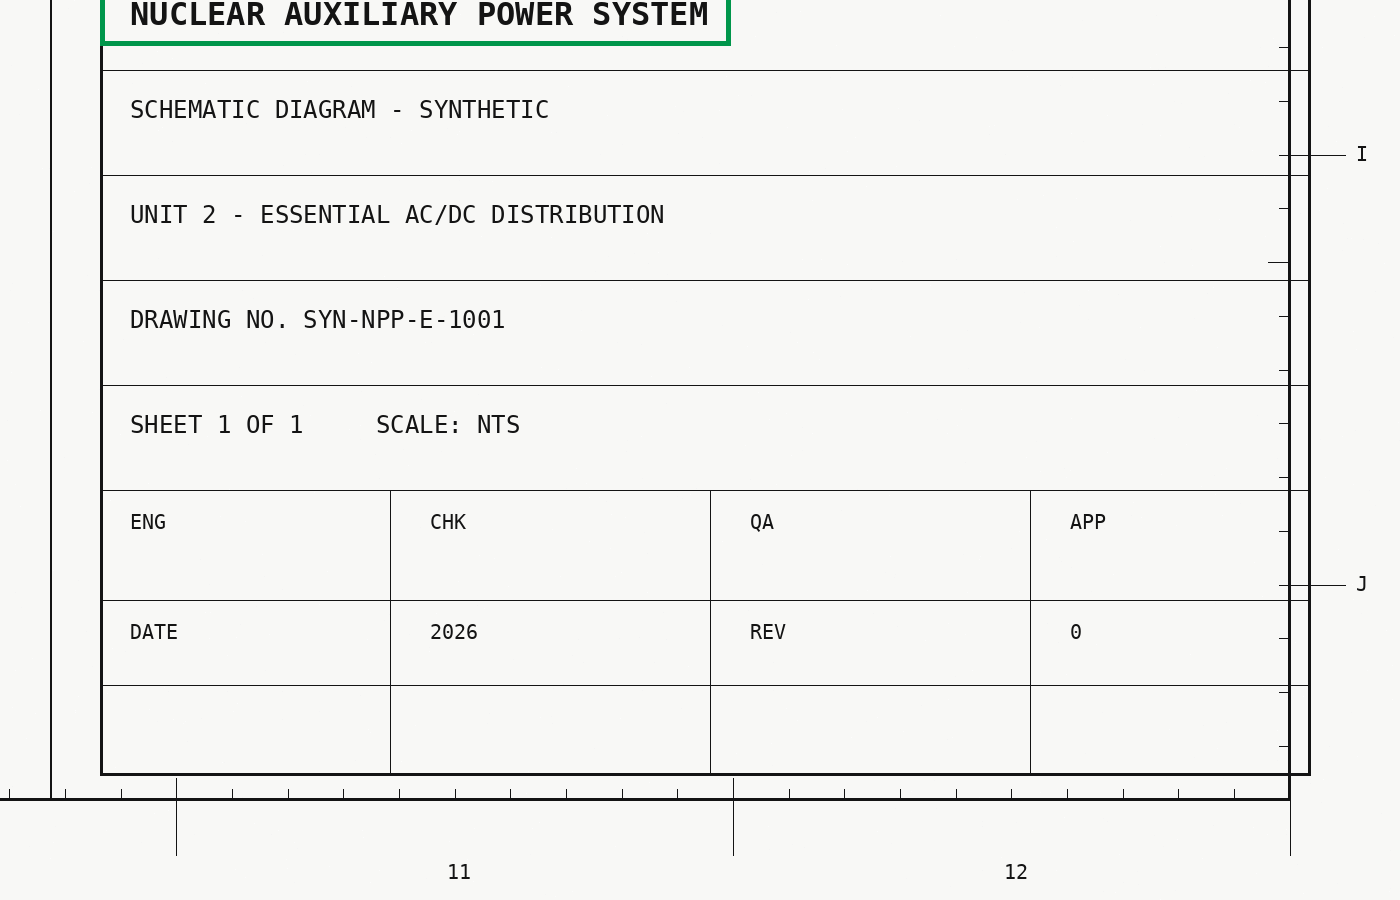 NUCLEAR AUXILIARY POWER SYSTEM
SCHEMATIC DIAGRAM - SYNTHETIC
I
UNIT 2 - ESSENTIAL AC/DC DISTRIBUTION
DRAWING NO. SYN-NPP-E-1001
SHEET 1 OF 1     SCALE: NTS
ENG CHK QA APP
J
DATE 2026 REV 0
11 12